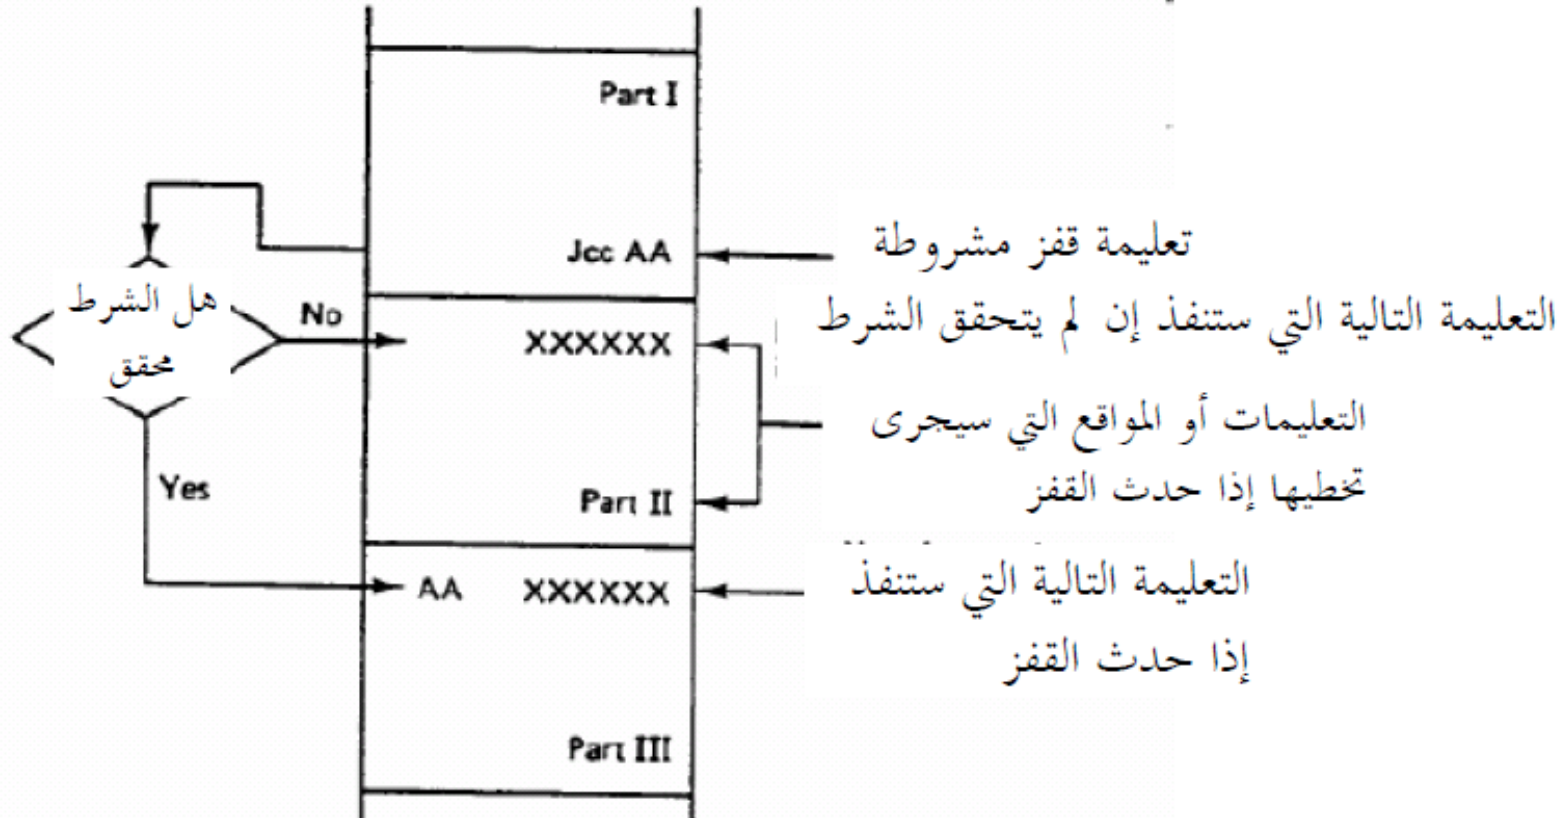 Part I
Jcc AA
تعليمة قفز مشروطة
هل الشرط
محقق
No
XXXXXX
التعليمة التالية التي ستنفذ إن لم يتحقق الشرط
التعليمات أو المواقع التي سيجرى
تخطيها إذا حدث القفز
Yes
Part II
AA XXXXXX
التعليمة التالية التي ستنفذ
إذا حدث القفز
Part III